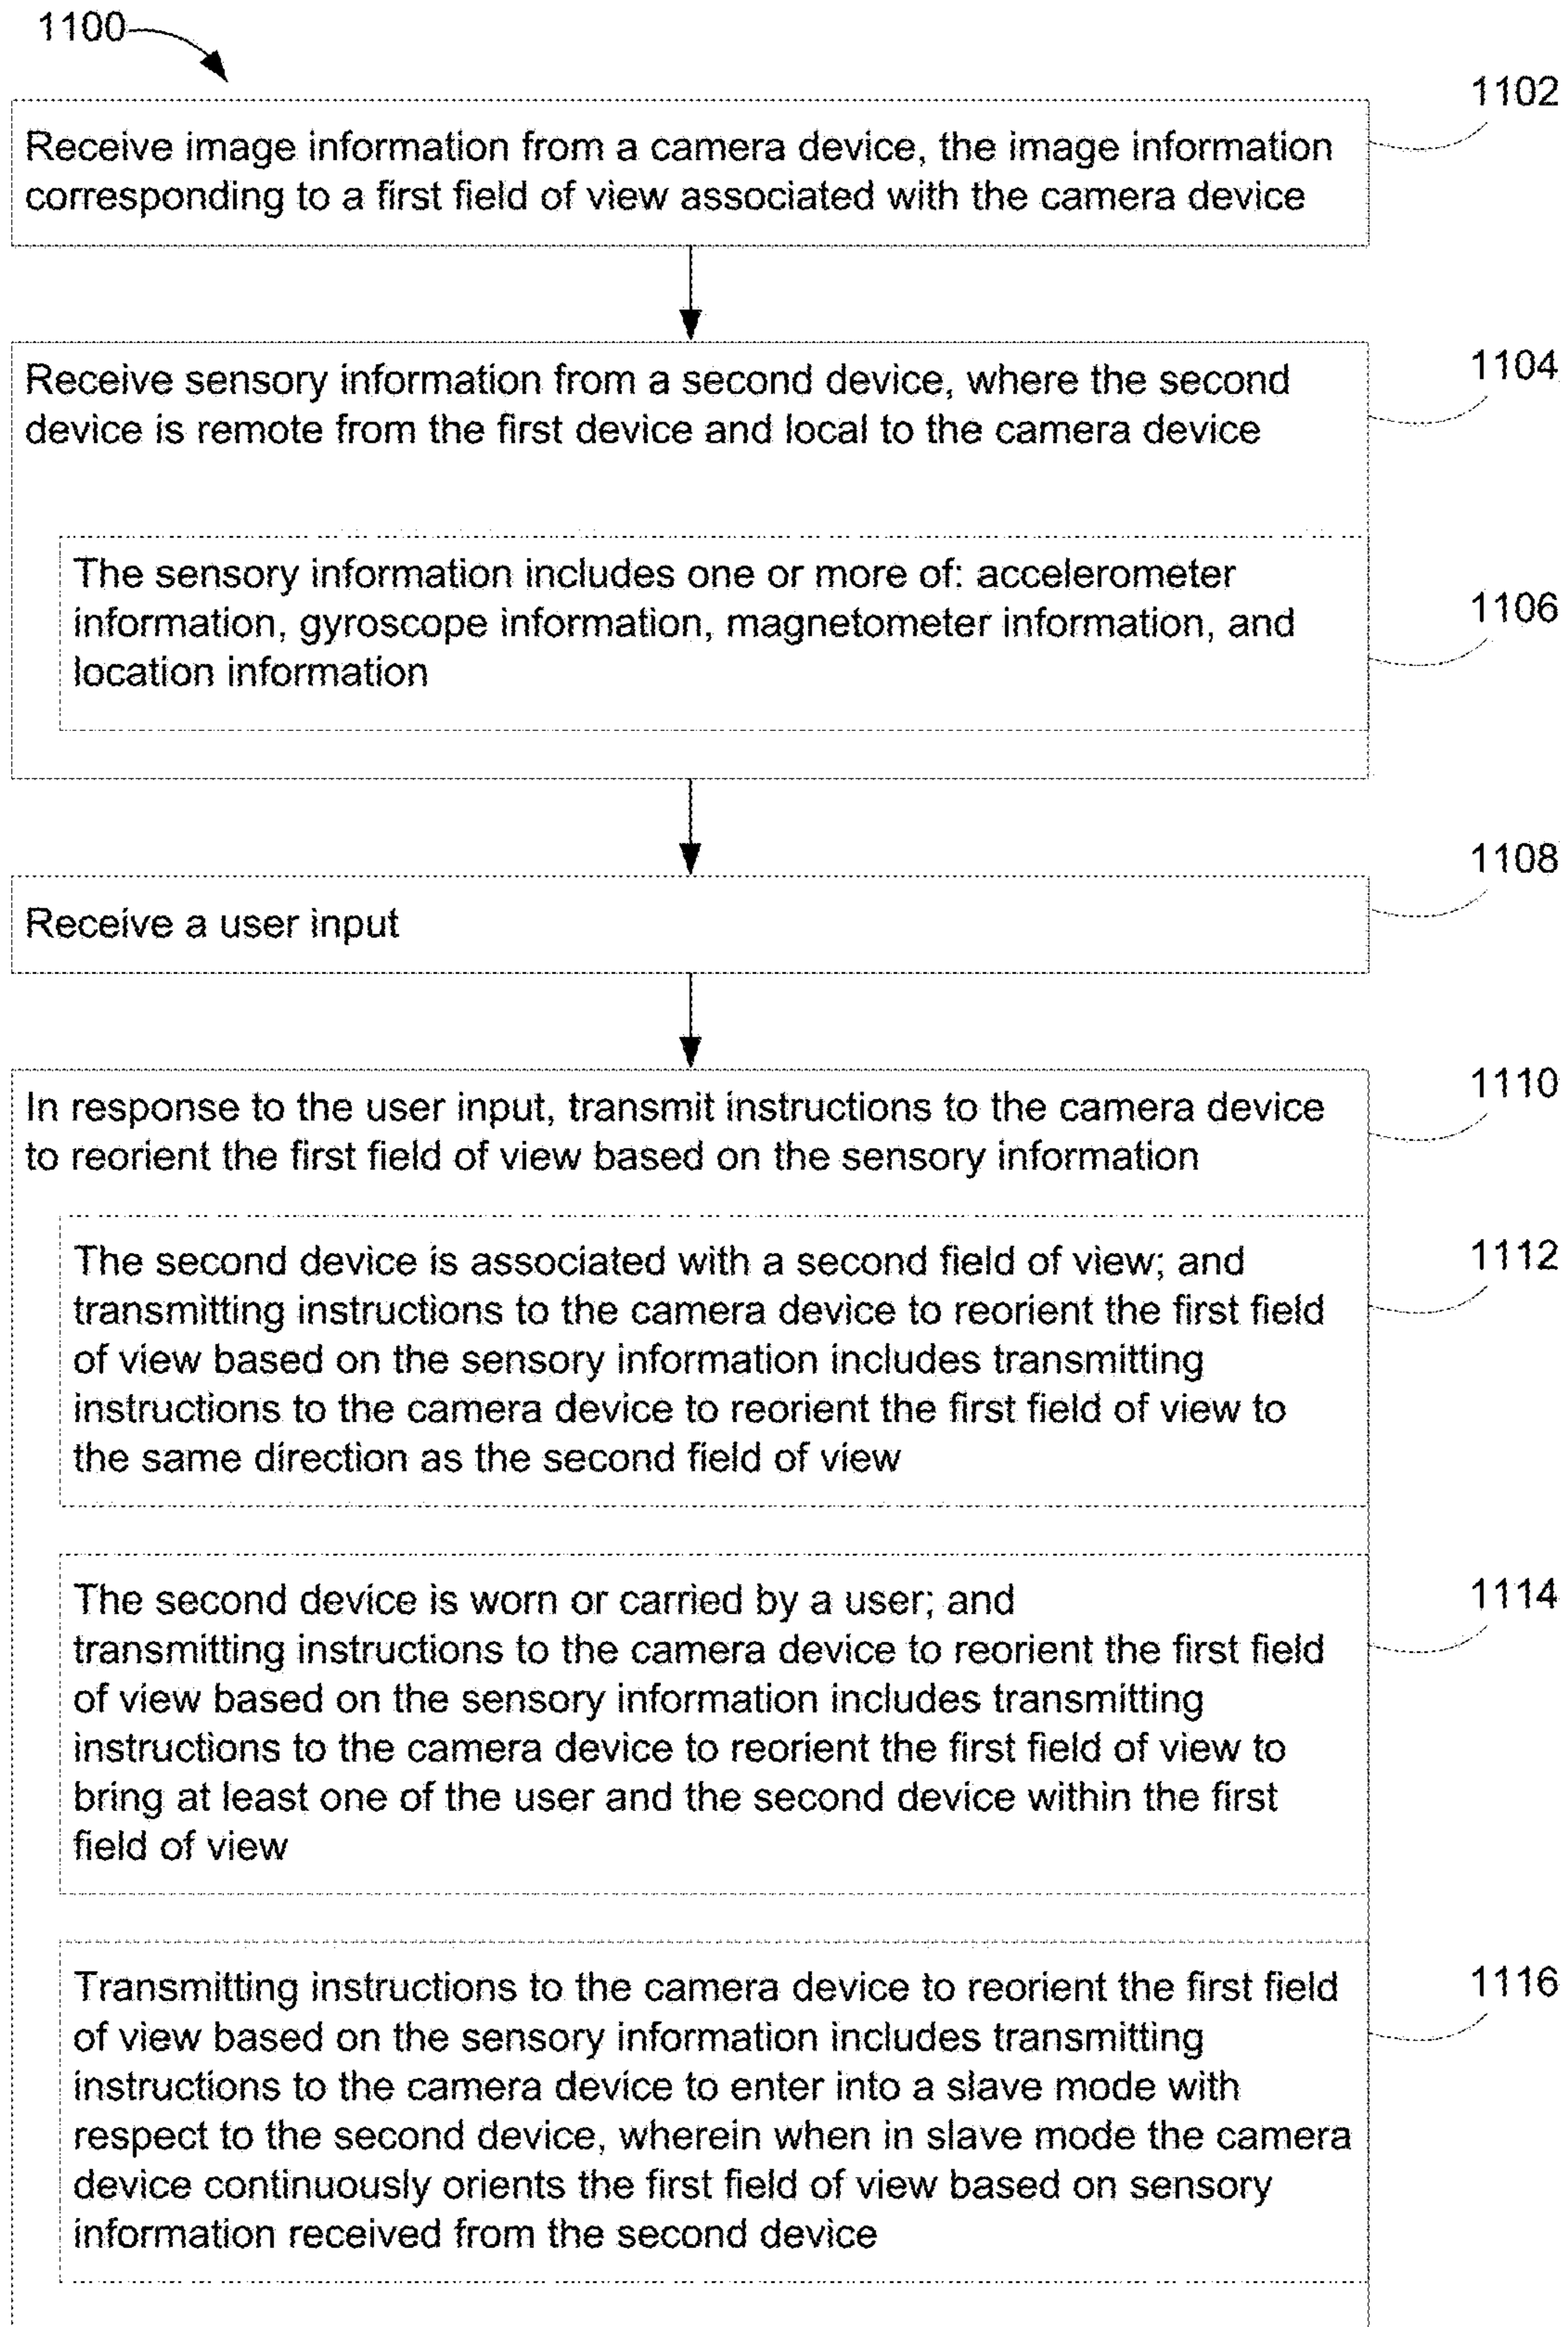 1100
1102
Receive image information from a camera device, the image information
corresponding to a first field of view associated with the camera device
1104
Receive sensory information from a second device, where the second
device is remote from the first device and local to the camera device
The sensory information includes one or more of: accelerometer
information, gyroscope information, magnetometer information, and
location information
1106
1108
Receive a user input
1110
In response to the user input, transmit instructions to the camera device
to reorient the first field of view based on the sensory information
1112
The second device is associated with a second field of view; and
transmitting instructions to the camera device to reorient the first field
of view based on the sensory information includes transmitting
instructions to the camera device to reorient the first field of view to
the same direction as the second field of view
1114
The second device is worn or carried by a user; and
transmitting instructions to the camera device to reorient the first field
of view based on the sensory information includes transmitting
instructions to the camera device to reorient the first field of view to
bring at least one of the user and the second device within the first
field of view
1116
Transmitting instructions to the camera device to reorient the first field
of view based on the sensory information includes transmitting
instructions to the camera device to enter into a slave mode with
respect to the second device, wherein when in slave mode the camera
device continuously orients the first field of view based on sensory
information received from the second device